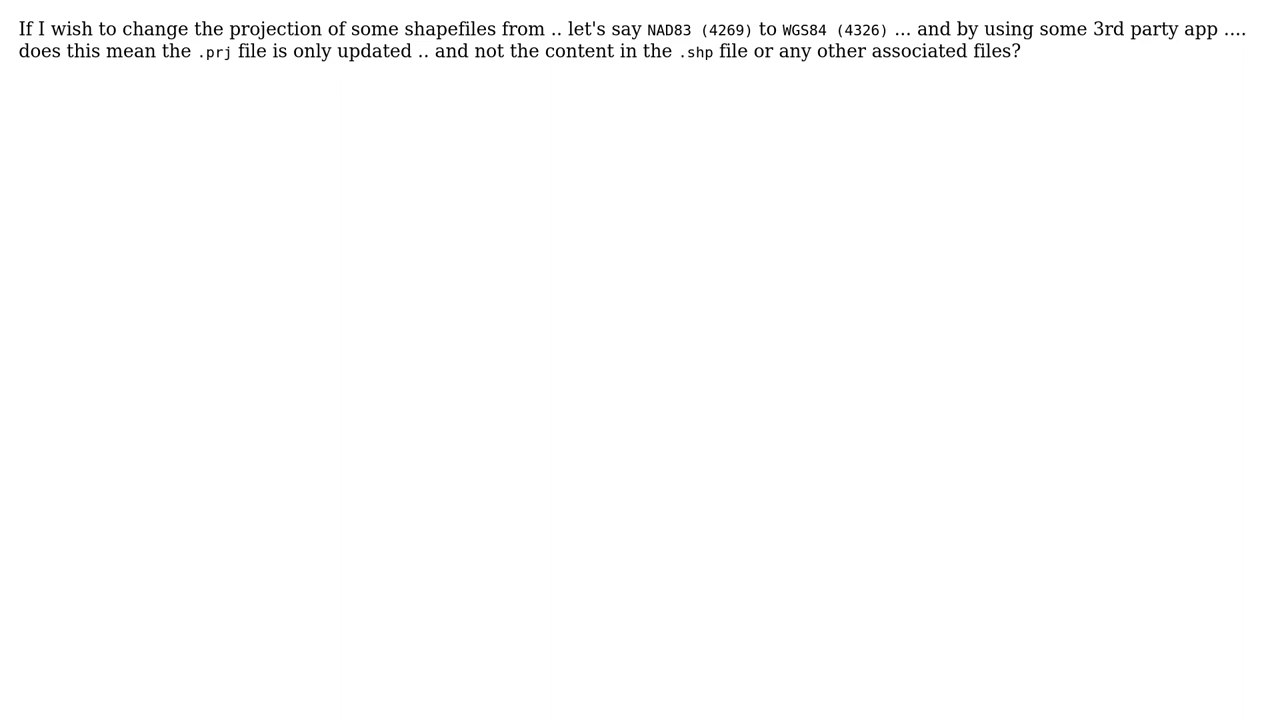 If I wish to change the projection of some shapefiles from .. let's say NAD83 (4269) to WGS84 (4326) ... and by using some 3rd party app ....
does this mean the .prj file is only updated .. and not the content in the .shp file or any other associated files?